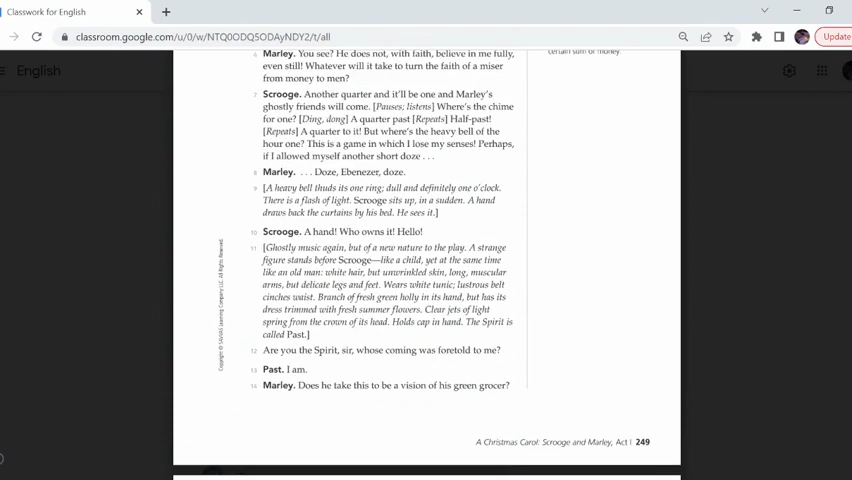 Classwork for English
classroom.google.com/u/0/w/NTQ0ODQ5ODAyNDY2/t/all
Update
English
certain sum of money.
6 Marley. You see? He does not, with faith, believe in me fully,
even still! Whatever will it take to turn the faith of a miser
from money to men?
7 Scrooge. Another quarter and it'll be one and Marley's
ghostly friends will come. [Pauses; listens] Where's the chime
for one? [Ding, dong] A quarter past [Repeats] Half-past!
[Repeats] A quarter to it! But where's the heavy bell of the
hour one? This is a game in which I lose my senses! Perhaps,
if I allowed myself another short doze . . .
8 Marley. . . . Doze, Ebenezer, doze.
9 [A heavy bell thuds its one ring; dull and definitely one o'clock.
There is a flash of light. Scrooge sits up, in a sudden. A hand
draws back the curtains by his bed. He sees it.]
10 Scrooge. A hand! Who owns it! Hello!
11 [Ghostly music again, but of a new nature to the play. A strange
figure stands before Scrooge—like a child, yet at the same time
like an old man: white hair, but unwrinkled skin, long, muscular
arms, but delicate legs and feet. Wears white tunic; lustrous belt
cinches waist. Branch of fresh green holly in its hand, but has its
dress trimmed with fresh summer flowers. Clear jets of light
spring from the crown of its head. Holds cap in hand. The Spirit is
called Past.]
12 Are you the Spirit, sir, whose coming was foretold to me?
13 Past. I am.
14 Marley. Does he take this to be a vision of his green grocer?
Copyright © SAVVAS Learning Company LLC. All Rights Reserved.
A Christmas Carol: Scrooge and Marley, Act I 249